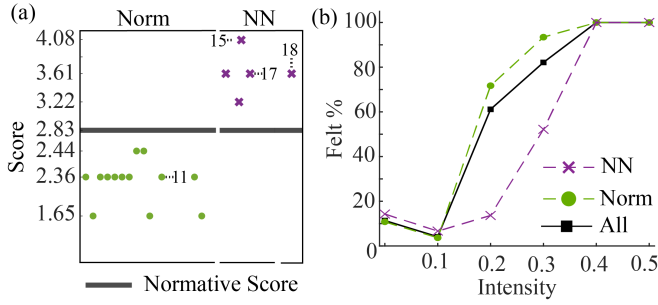 (a)
Norm
NN
4.08
3.61
3.22
2.83
2.44
2.36
1.65
Score
15
17
18
11
Normative Score
(b)
100
80
60
40
20
0
Felt %
NN
Norm
All
0.1 0.2 0.3 0.4 0.5
Intensity